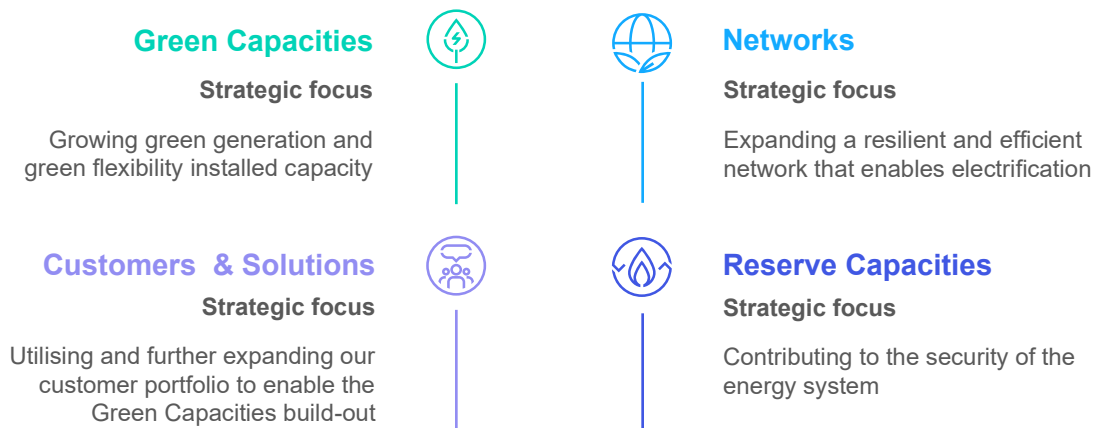 Green Capacities
Strategic focus
Growing green generation and
green flexibility installed capacity
Networks
Strategic focus
Expanding a resilient and efficient
network that enables electrification
Customers  & Solutions
Strategic focus
Utilising and further expanding our
customer portfolio to enable the
Green Capacities build-out
Reserve Capacities
Strategic focus
Contributing to the security of the
energy system